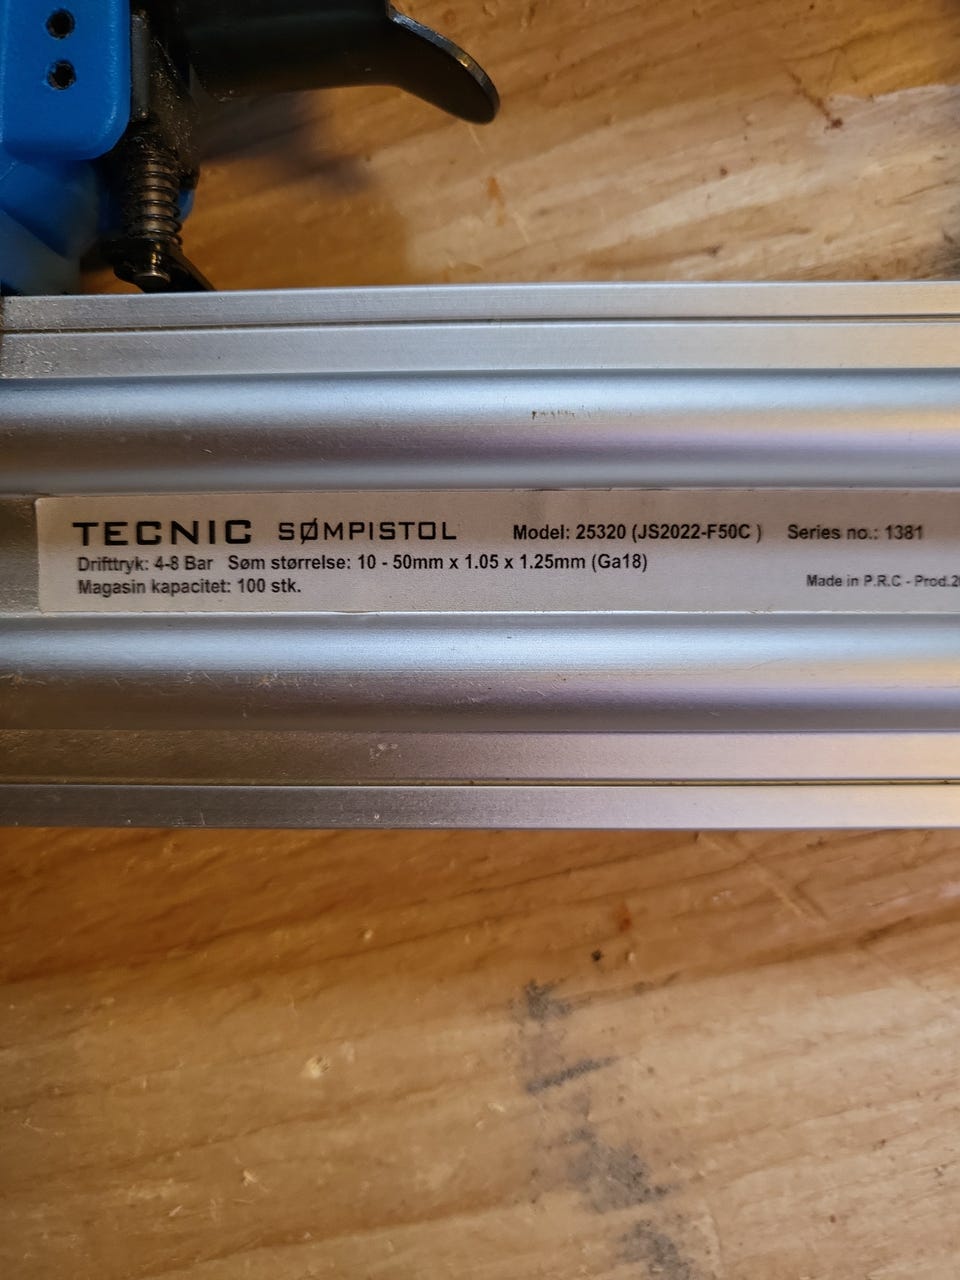 TECNIC SØMPISTOL Model: 25320 (JS2022-F50C ) Series no.: 1381
Drifttryk: 4-8 Bar Søm størrelse: 10 - 50mm x 1.05 x 1.25mm (Ga18)
Magasin kapacitet: 100 stk. Made in P.R.C - Prod.